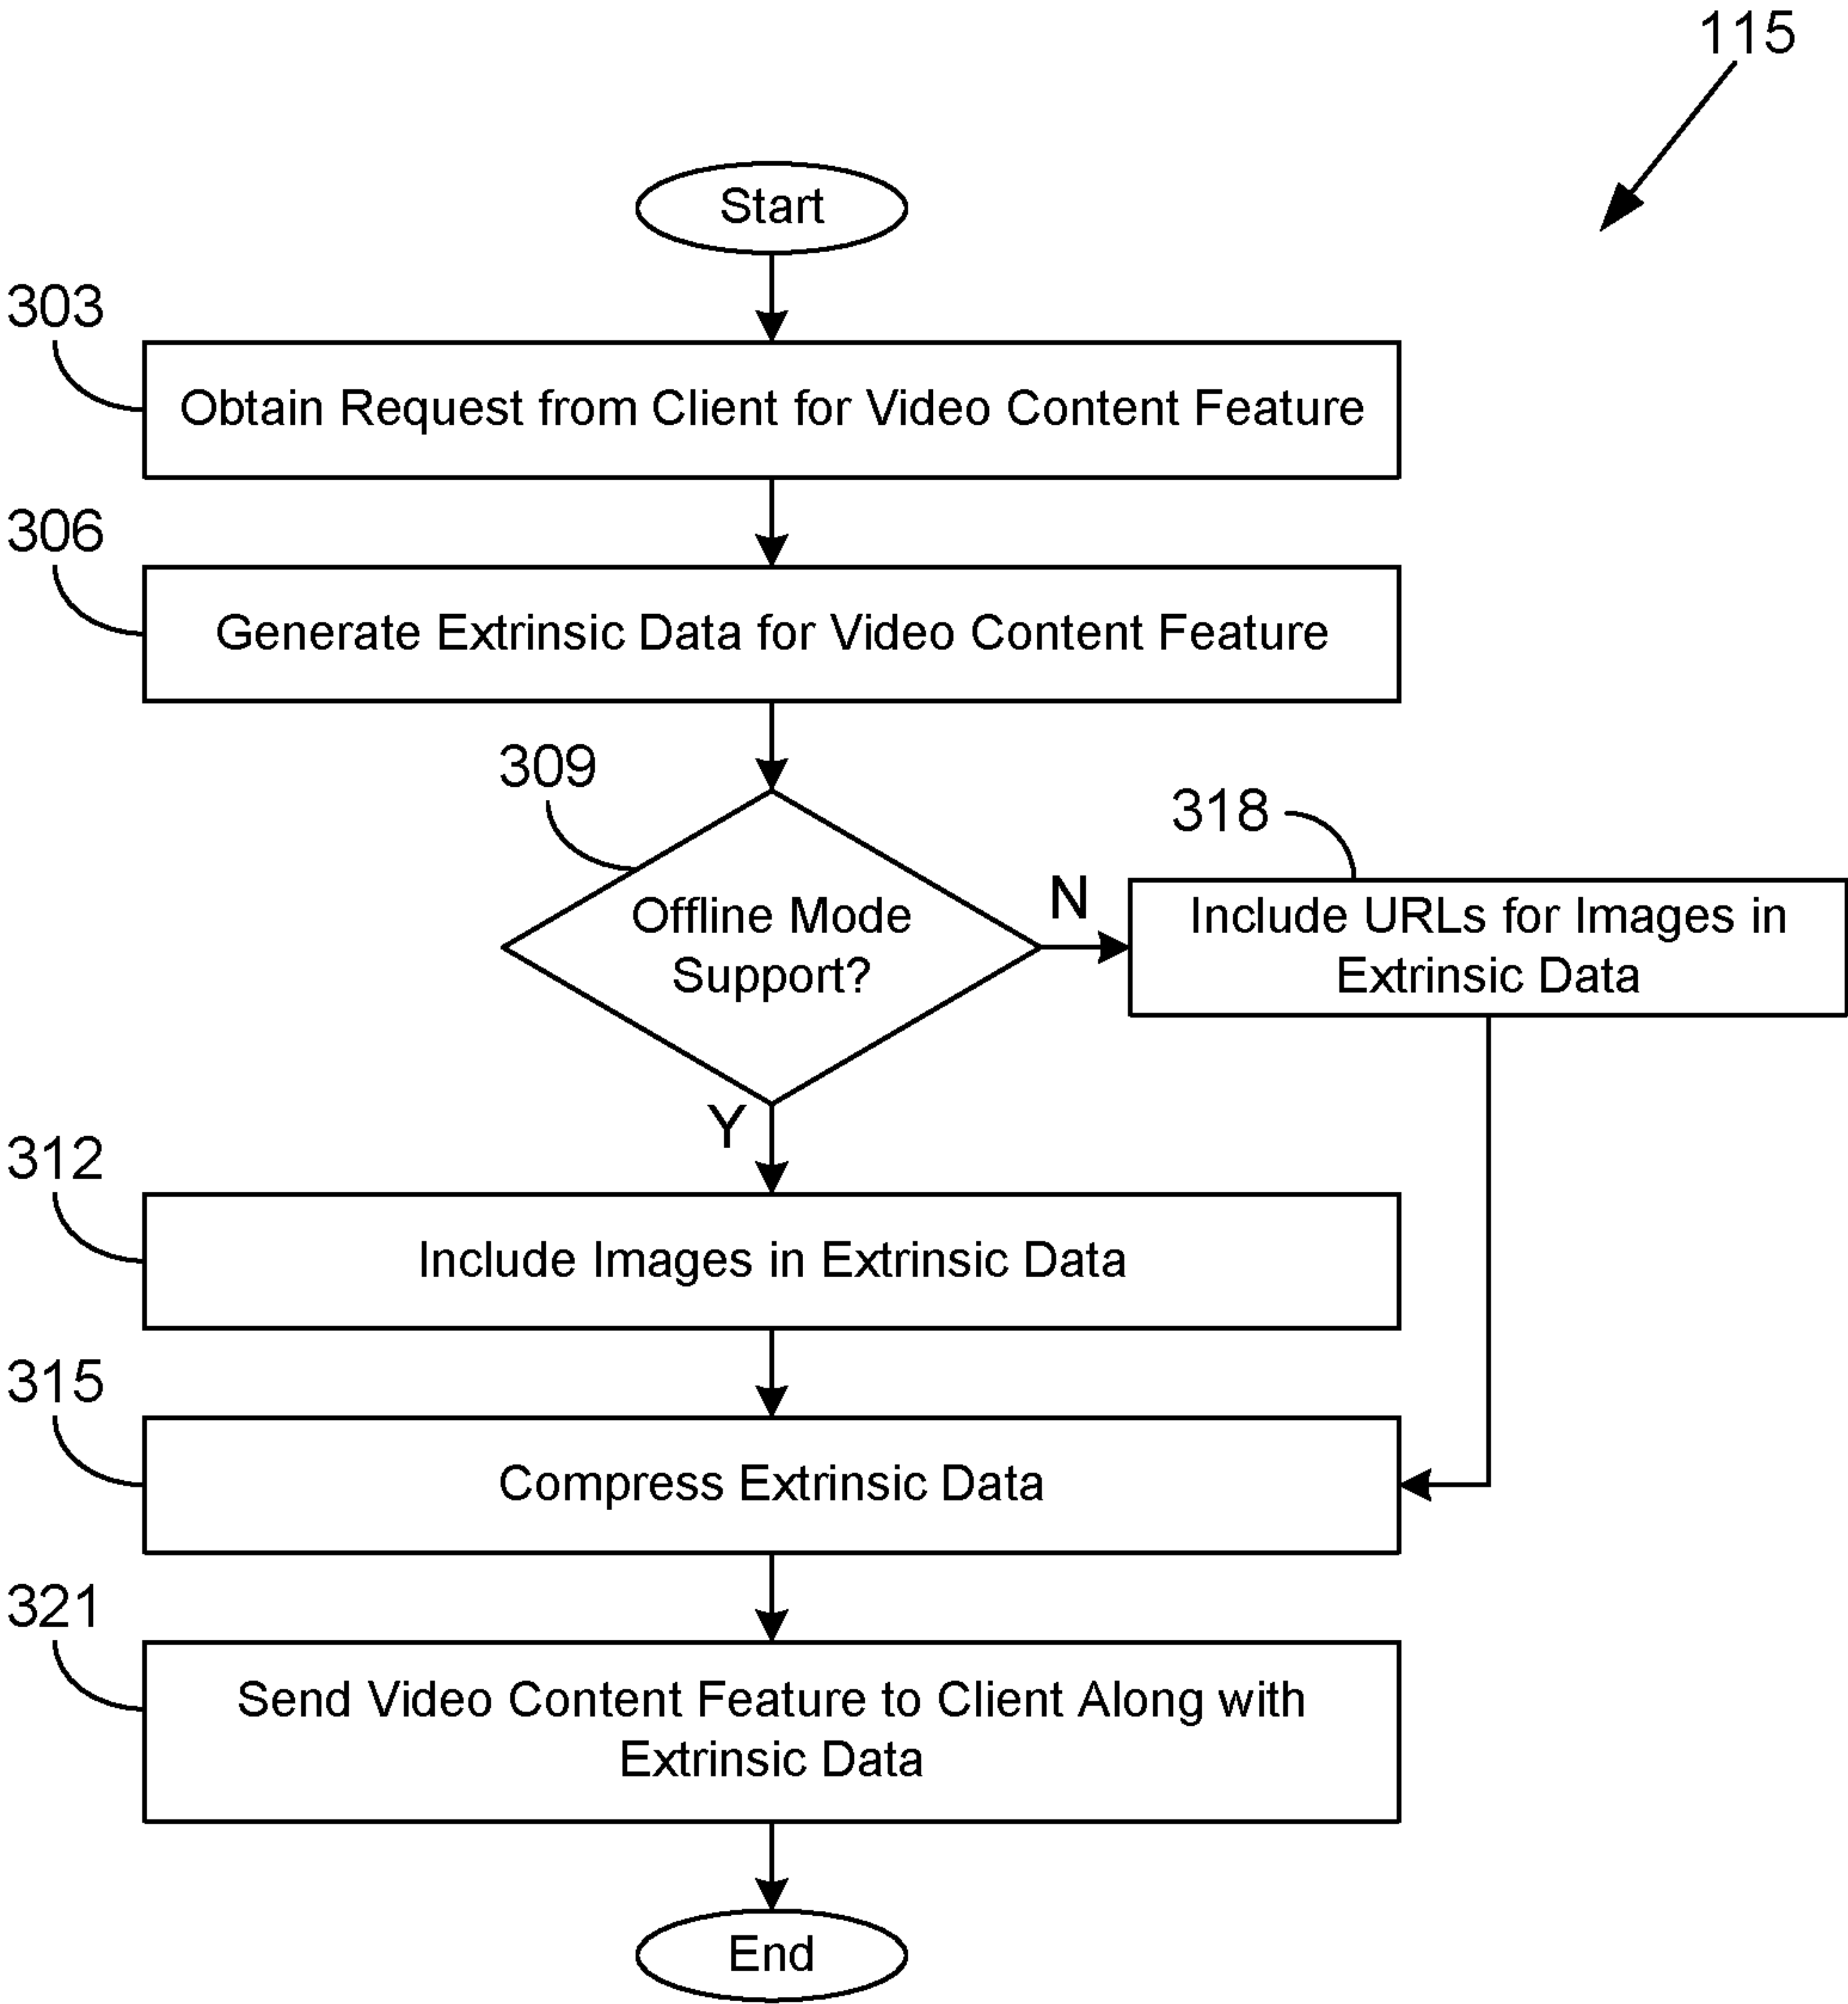 115
Start
303
Obtain Request from Client for Video Content Feature
306
Generate Extrinsic Data for Video Content Feature
309
Offline Mode
Support?
N
318
Include URLs for Images in
Extrinsic Data
Y
312
Include Images in Extrinsic Data
315
Compress Extrinsic Data
321
Send Video Content Feature to Client Along with
Extrinsic Data
End